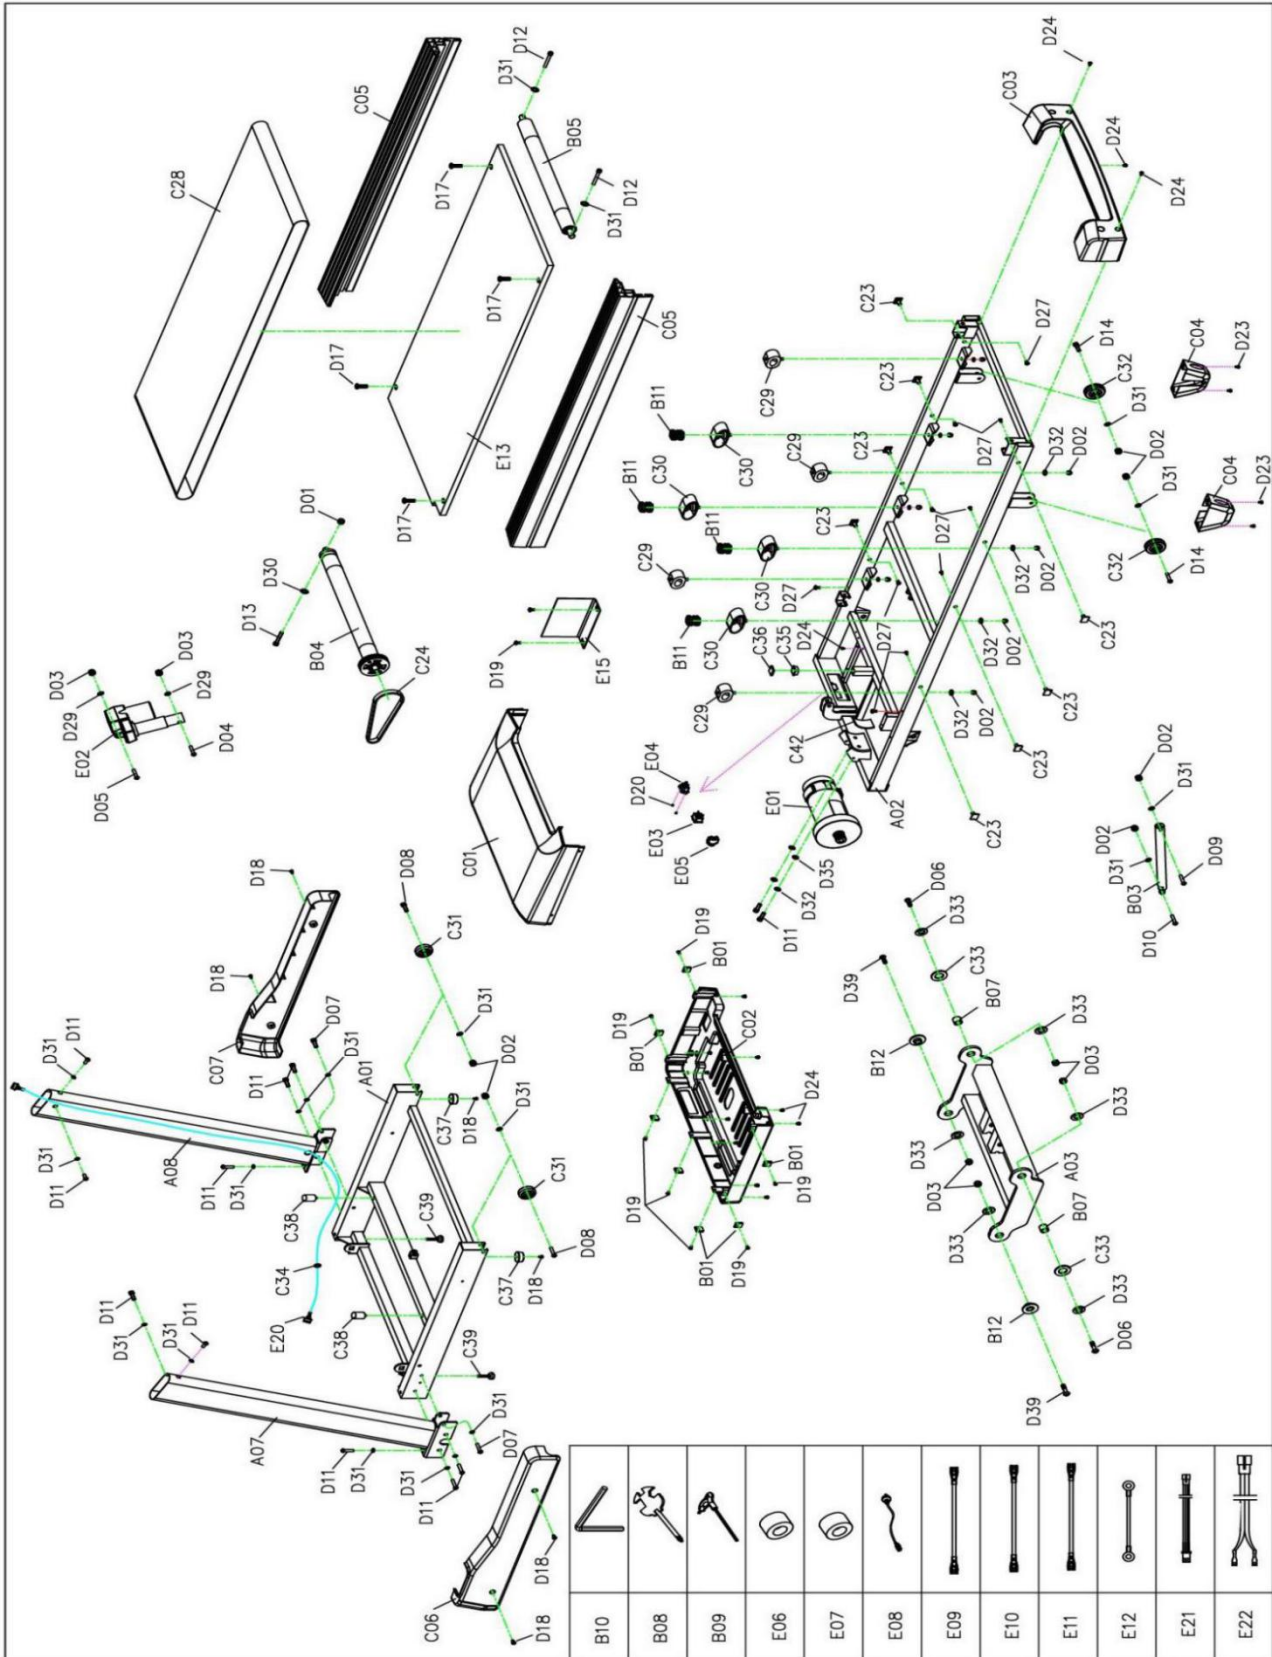 C06
D18
D18
D11
D31
D11
D31
D07
D31
A07
D11
D31
D31
D11
E20
C34
C38
C38
C39
C39
C37
D18
C37
D18
D08
C31
D31
D02
D31
C31
D08
A01
A08
D11
D31
D11
D31
D31
D11
D11
D31
D07
C07
D18
D18
C01
D05
E02
D29
D03
D04
D29
D03
D13
D30
B04
D01
C24
D19
E15
C28
C05
D17
D17
D17
D17
E13
C05
B05
D31
D12
D31
D12
B10
B08
B09
E06
E07
E08
E09
E10
E11
E12
E21
E22
D19
B01
D19
B01
D19
B01
D19
B01
D19
D24
C02
E05
E03
D20
E04
E01
D11
D32
D35
A02
C42
C29
B11
C30
C36
C35
D24
D27
D27
C29
B11
C30
B11
C30
B11
C30
C29
C29
C23
C23
C23
C23
D27
D27
D27
D32
D02
D32
D02
D32
D02
D32
D02
C23
C23
C23
C23
C03
D24
D24
D24
D14
C32
D31
D02
D31
C32
D14
C04
D23
C04
D23
D39
B12
D33
D03
D33
D06
D33
C33
B07
A03
D33
D03
D33
B07
C33
D33
D06
B12
D39
D10
B03
D31
D02
D09
D31
D02